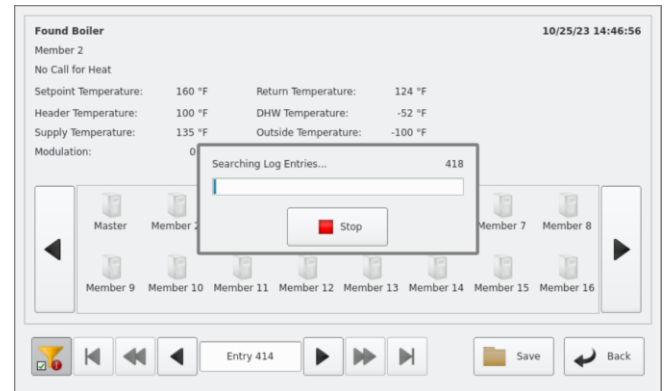 Found Boiler 10/25/23 14:46:56
Member 2
No Call for Heat
Setpoint Temperature: 160 °F Return Temperature: 124 °F
Header Temperature: 100 °F DHW Temperature: -52 °F
Supply Temperature: 135 °F Outside Temperature: -100 °F
Modulation: 0
Searching Log Entries... 418
Stop
Master Member 2 Member 7 Member 8
Member 9 Member 10 Member 11 Member 12 Member 13 Member 14 Member 15 Member 16
Entry 414 Save Back